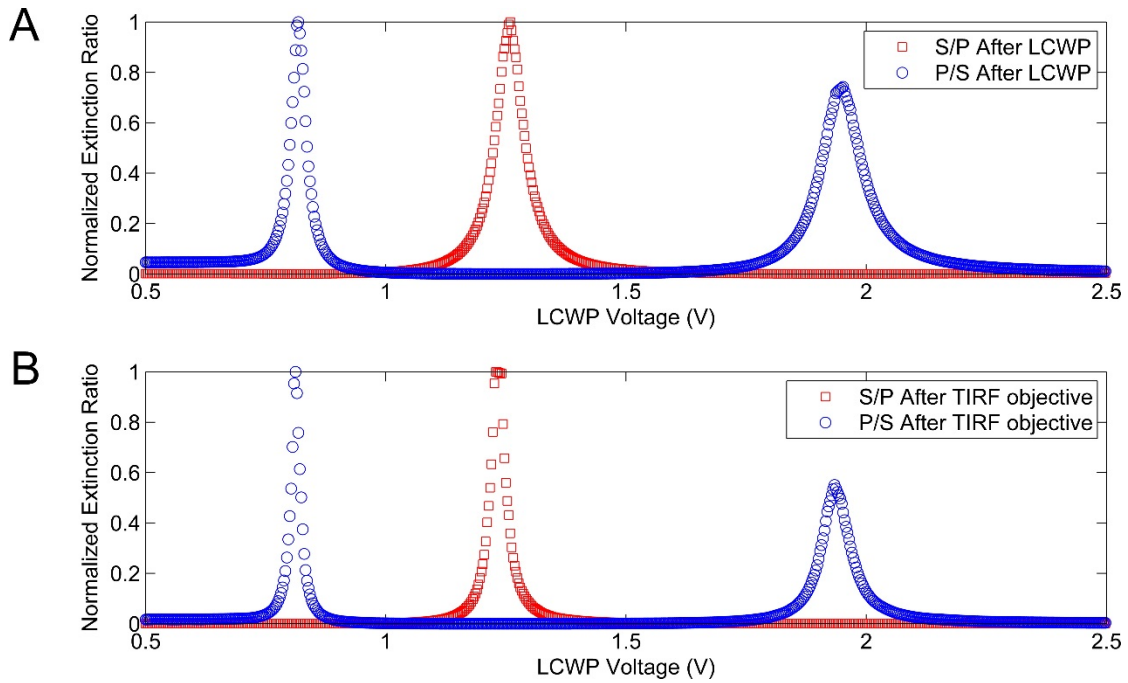 A
Normalized Extinction Ratio
1
0.8
0.6
0.4
0.2
0
S/P After LCWP
P/S After LCWP
0.5 1 1.5 2 2.5
LCWP Voltage (V)
B
Normalized Extinction Ratio
1
0.8
0.6
0.4
0.2
0
S/P After TIRF objective
P/S After TIRF objective
0.5 1 1.5 2 2.5
LCWP Voltage (V)